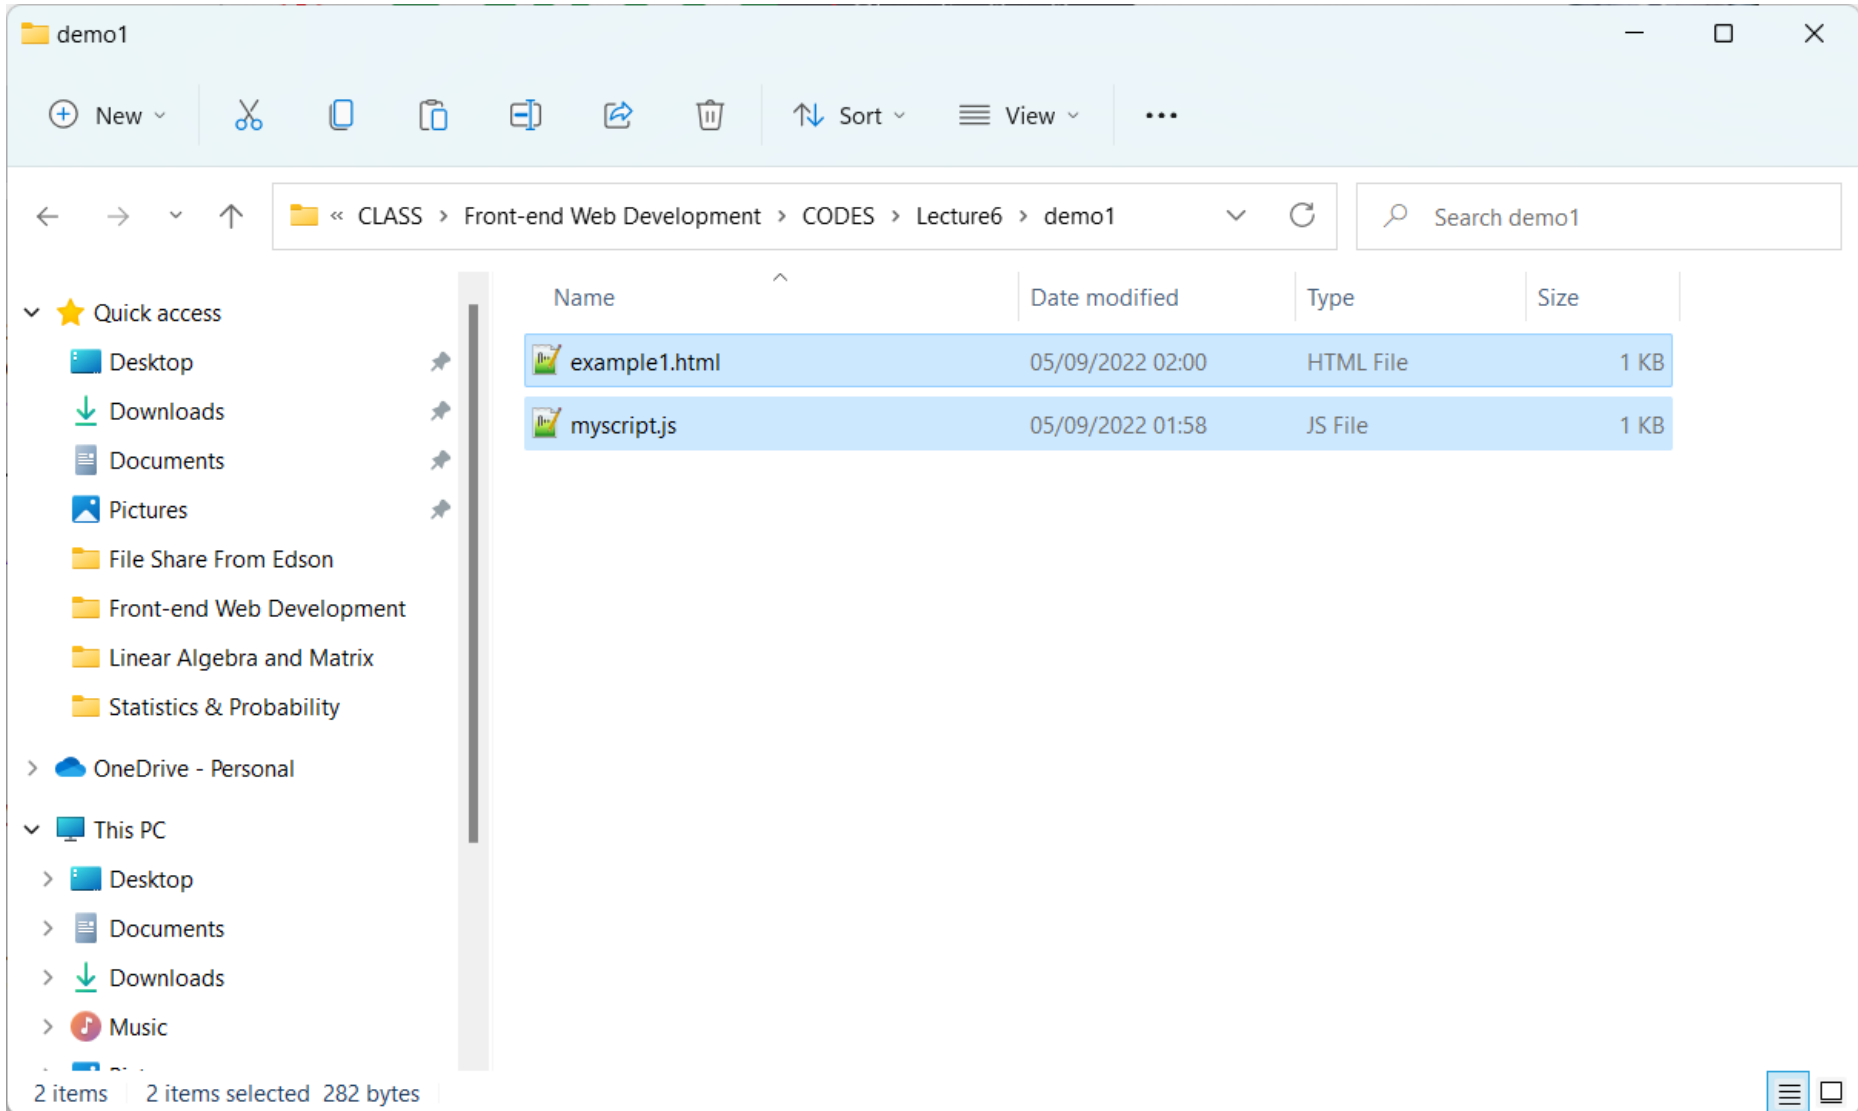 demo1
New Sort View
« CLASS > Front-end Web Development > CODES > Lecture6 > demo1 Search demo1
Name Date modified Type Size
example1.html 05/09/2022 02:00 HTML File 1 KB
myscript.js 05/09/2022 01:58 JS File 1 KB
Quick access
Desktop
Downloads
Documents
Pictures
File Share From Edson
Front-end Web Development
Linear Algebra and Matrix
Statistics & Probability
OneDrive - Personal
This PC
Desktop
Documents
Downloads
Music
2 items 2 items selected 282 bytes